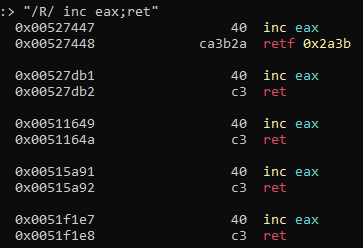 :> "/R/ inc eax;ret"
0x00527447 40 inc eax
0x00527448 ca3b2a retf 0x2a3b
0x00527db1 40 inc eax
0x00527db2 c3 ret
0x00511649 40 inc eax
0x0051164a c3 ret
0x00515a91 40 inc eax
0x00515a92 c3 ret
0x0051f1e7 40 inc eax
0x0051f1e8 c3 ret